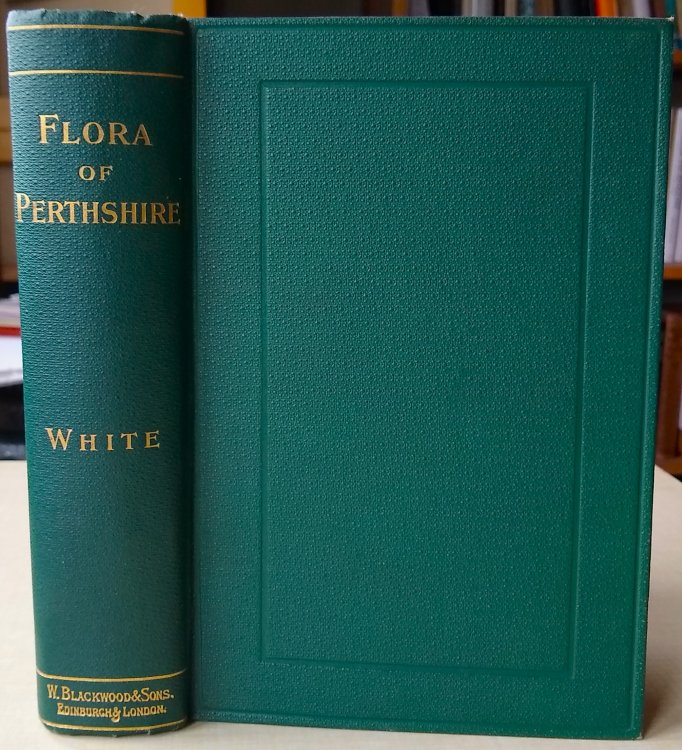 FLORA
OF
PERTHSHIRE
WHITE
W. BLACKWOOD & SONS.
EDINBURGH & LONDON.